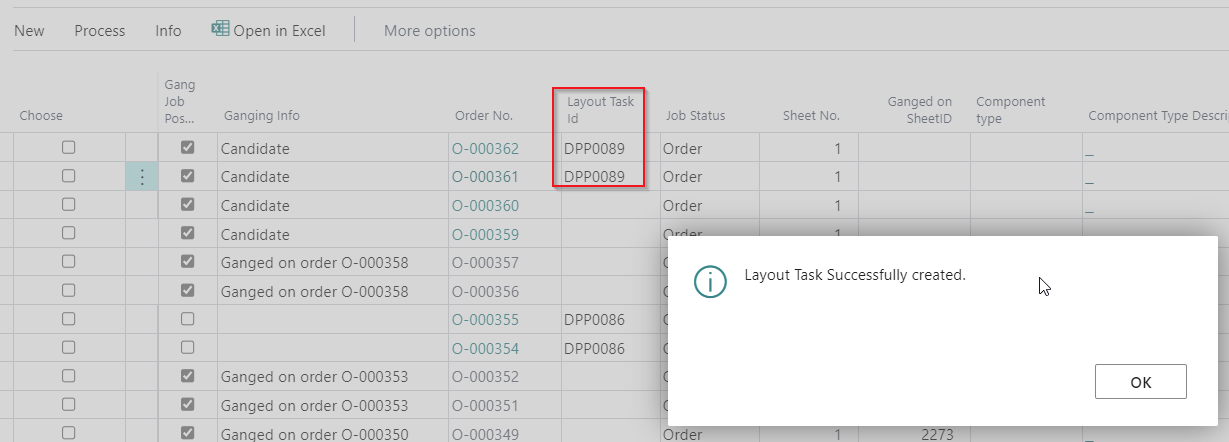 New Process Info Open in Excel More options
Choose Gang Job Pos... Ganging Info Order No. Layout Task Id Job Status Sheet No. Ganged on SheetID Component type Component Type Descri
Candidate O-000362 DPP0089 Order 1 _
Candidate O-000361 DPP0089 Order 1 _
Candidate O-000360 Order 1 _
Candidate O-000359 Order 1
Ganged on order O-000358 O-000357
Ganged on order O-000358 O-000356
O-000355 DPP0086
O-000354 DPP0086
Ganged on order O-000353 O-000352
Ganged on order O-000353 O-000351
Ganged on order O-000350 O-000349 Order 1 2273
Layout Task Successfully created.
OK